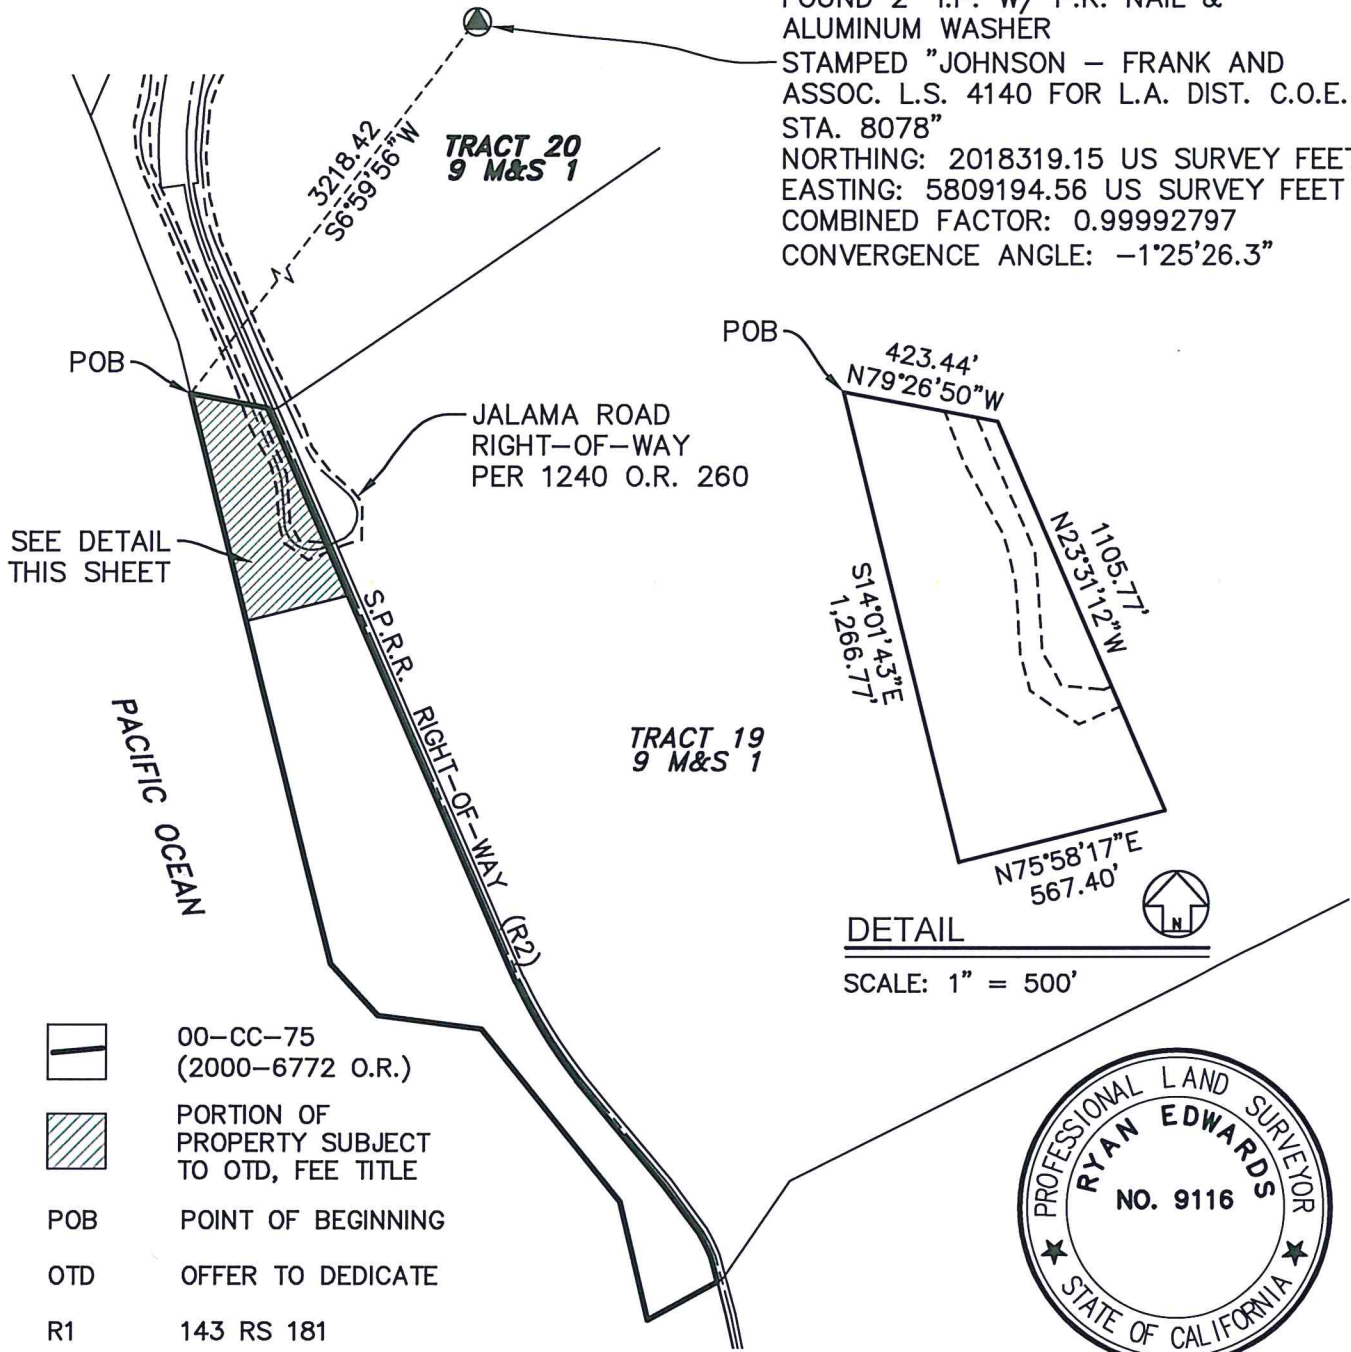 FOUND 2" I.P. W/ P.K. NAIL &
ALUMINUM WASHER
STAMPED "JOHNSON – FRANK AND
ASSOC. L.S. 4140 FOR L.A. DIST. C.O.E.
STA. 8078"
NORTHING: 2018319.15 US SURVEY FEET
EASTING: 5809194.56 US SURVEY FEET
COMBINED FACTOR: 0.99992797
CONVERGENCE ANGLE: –1°25'26.3"
3218.42
S6°59'56"W
TRACT 20
9 M&S 1
POB
JALAMA ROAD
RIGHT–OF–WAY
PER 1240 O.R. 260
SEE DETAIL
THIS SHEET
S.P.R.R. RIGHT–OF–WAY (R2)
PACIFIC OCEAN
TRACT 19
9 M&S 1
POB
423.44'
N79°26'50"W
1105.77'
N23°31'12"W
S14°01'43"E
1,266.77'
N75°58'17"E
567.40'
N
DETAIL
SCALE: 1" = 500'
00–CC–75
(2000–6772 O.R.)
PORTION OF
PROPERTY SUBJECT
TO OTD, FEE TITLE
POB POINT OF BEGINNING
OTD OFFER TO DEDICATE
R1 143 RS 181
PROFESSIONAL LAND SURVEYOR
RYAN EDWARDS
NO. 9116
STATE OF CALIFORNIA